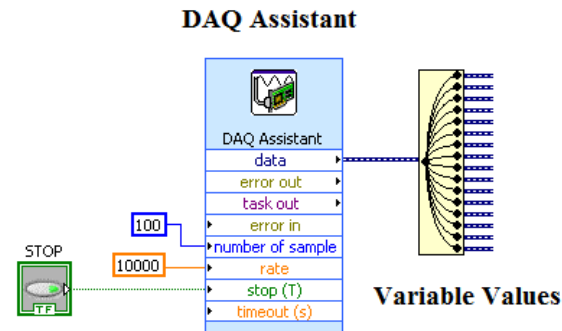 DAQ Assistant
DAQ Assistant
data
error out
task out
error in
100
number of sample
STOP
10000
rate
stop (T)
TF
timeout (s)
Variable Values